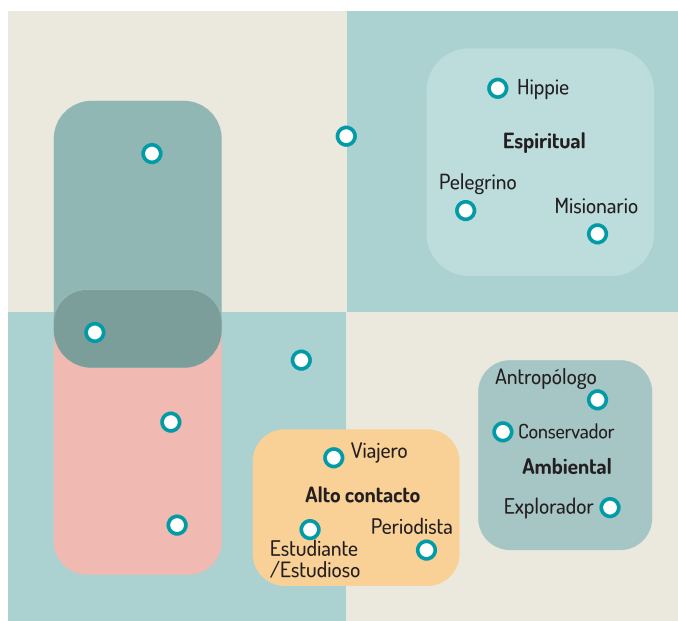 Hippie
Espiritual
Pelegrino
Misionario
Antropólogo
Conservador
Ambiental
Explorador
Viajero
Alto contacto
Periodista
Estudiante
/Estudioso